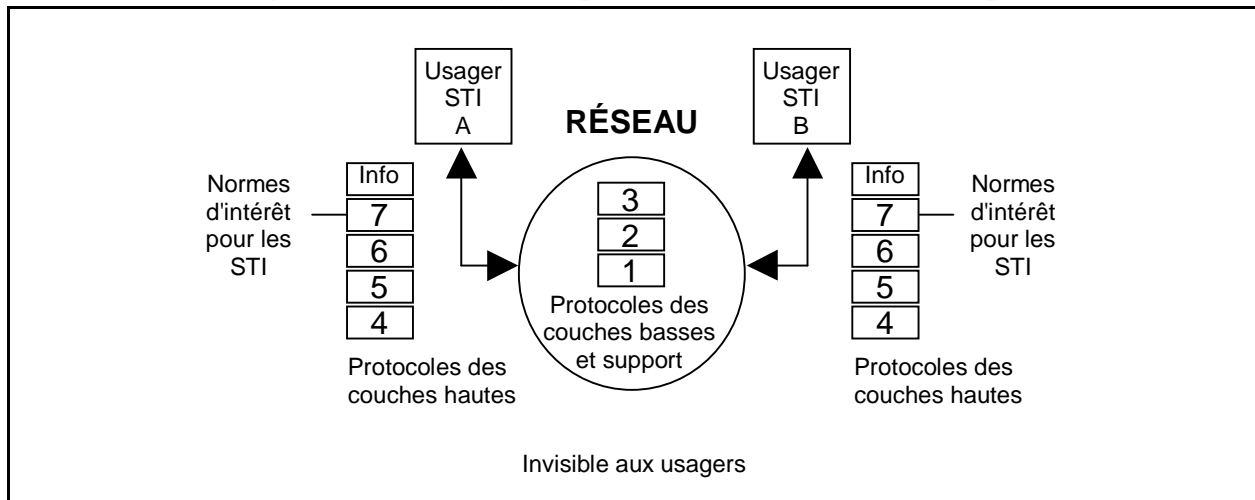 Usager
STI
A
RÉSEAU
Usager
STI
B
Normes
d'intérêt
pour les
STI
Info
7
6
5
4
Protocoles des
couches hautes
3
2
1
Protocoles des
couches basses
et support
Info
7
6
5
4
Protocoles des
couches hautes
Normes
d'intérêt
pour les
STI
Invisible aux usagers